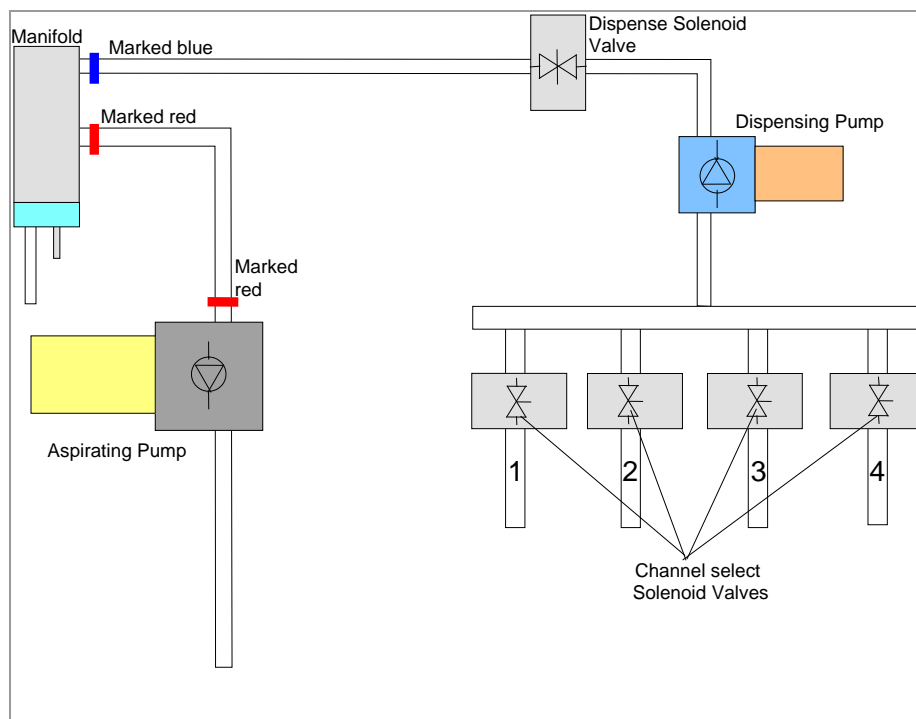 Manifold
Marked blue
Dispense Solenoid
Valve
Marked red
Dispensing Pump
Marked
red
Aspirating Pump
1 2 3 4
Channel select
Solenoid Valves